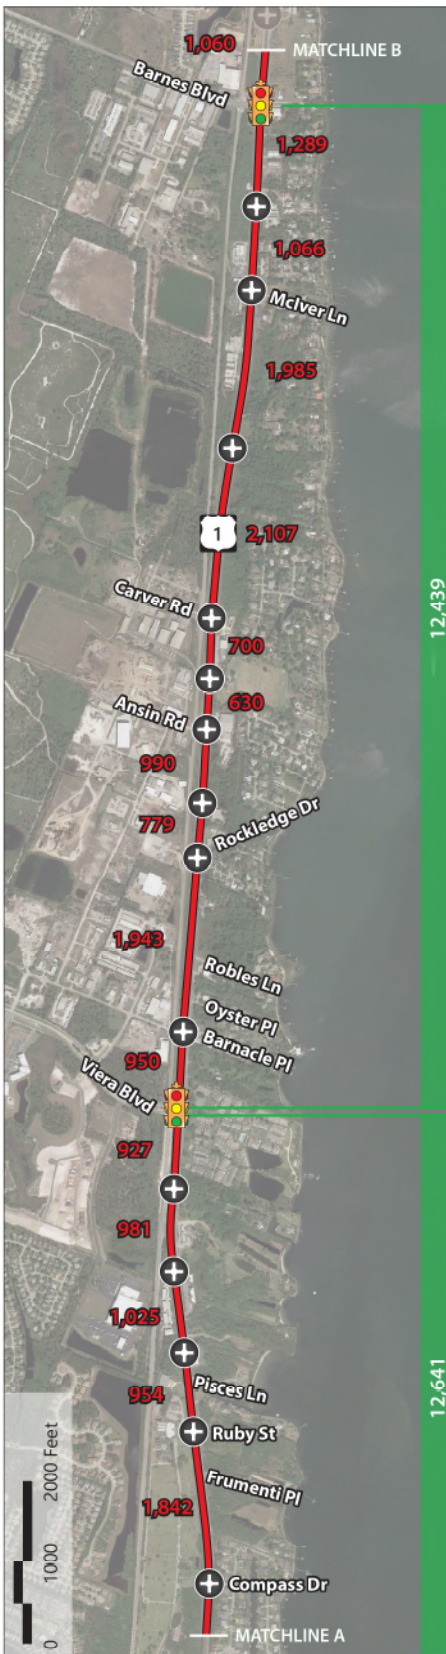 1,060
MATCHLINE B
Barnes Blvd
1,289
1,066
McIver Ln
1,985
1
2,107
12,439
Carver Rd
700
630
Ansin Rd
990
779
Rockledge Dr
1,943
Robles Ln
Oyster Pl
Barnacle Pl
950
Viera Blvd
927
981
1,025
Pisces Ln
954
12,641
Ruby St
Frumenti Pl
1,842
Compass Dr
0 1000 2000 Feet
MATCHLINE A